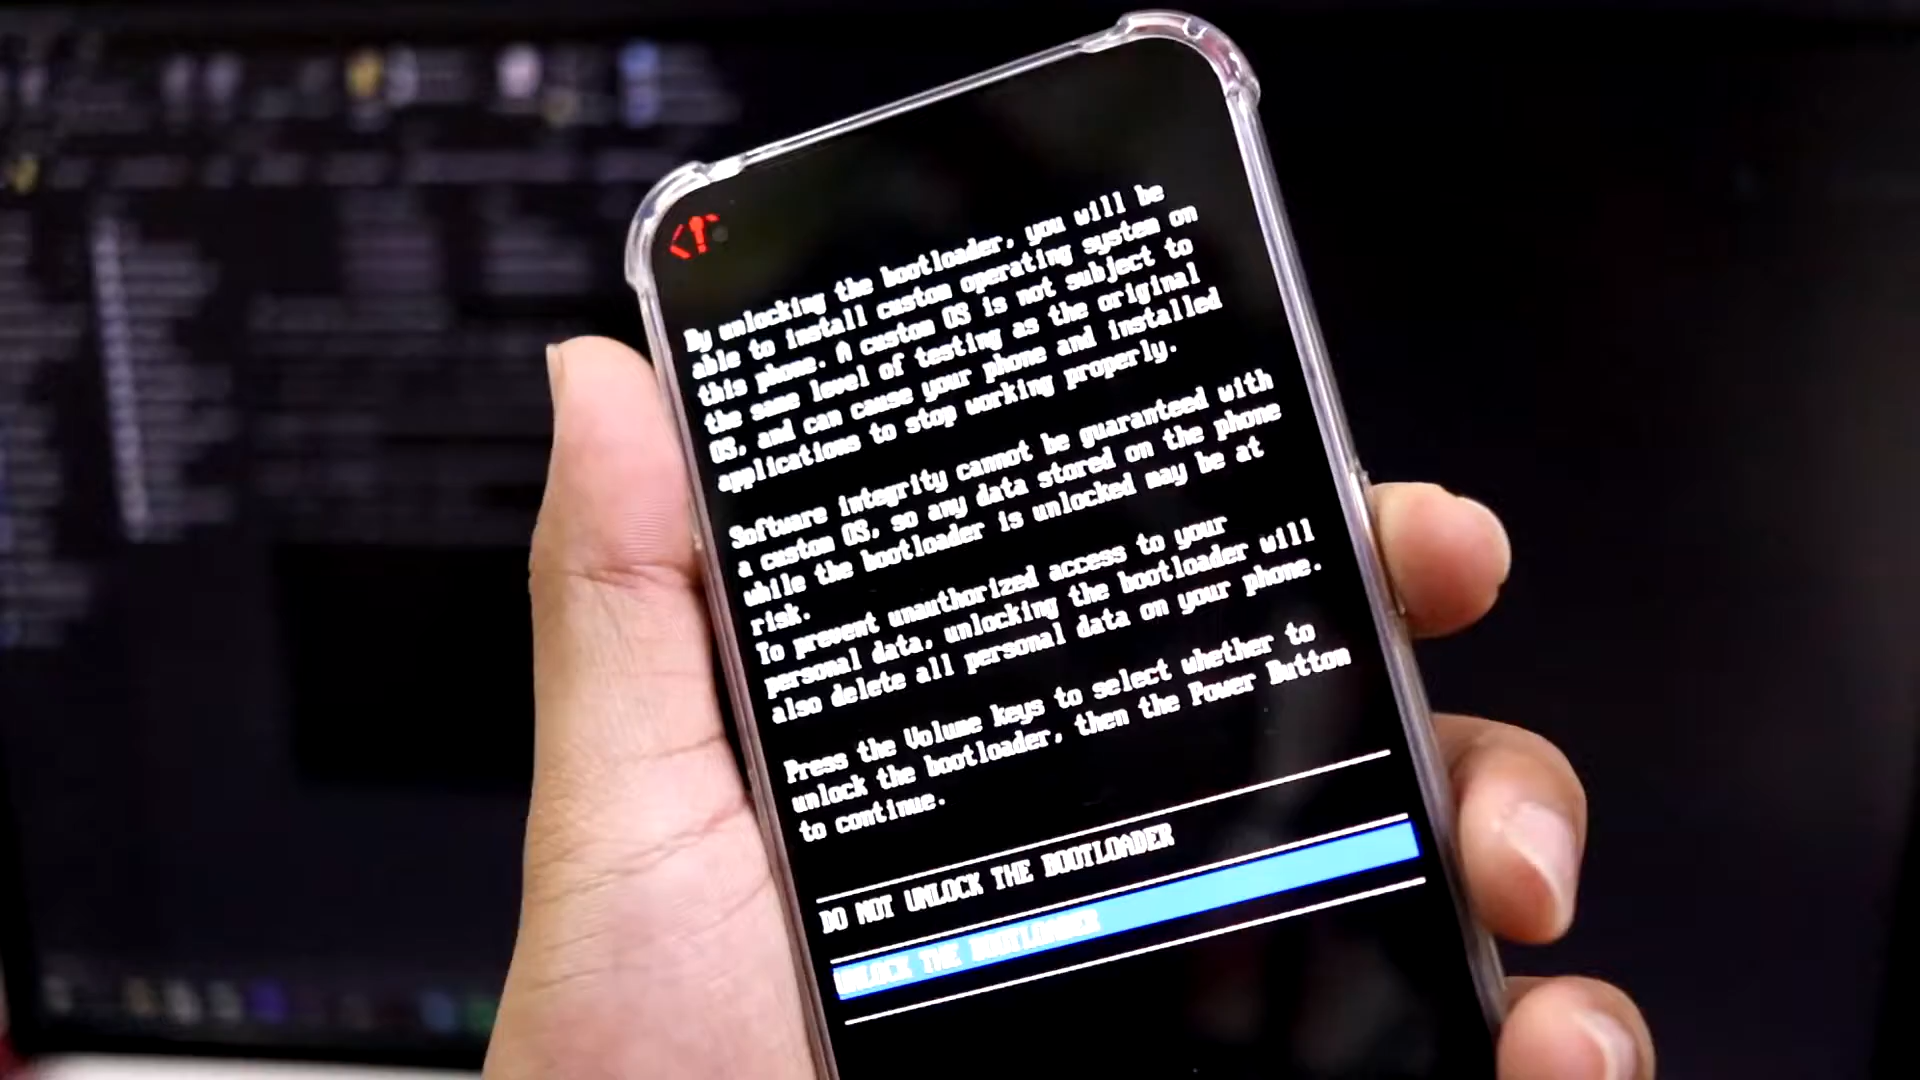 <!>
By unlocking the bootloader, you will be
able to install custom operating system on
this phone. A custom OS is not subject to
the same level of testing as the original
OS, and can cause your phone and installed
applications to stop working properly.
Software integrity cannot be guaranteed with
a custom OS, so any data stored on the phone
while the bootloader is unlocked may be at
risk.
To prevent unauthorized access to your
personal data, unlocking the bootloader will
also delete all personal data on your phone.
Press the Volume keys to select whether to
unlock the bootloader, then the Power Button
to continue.
DO NOT UNLOCK THE BOOTLOADER
UNLOCK THE BOOTLOADER